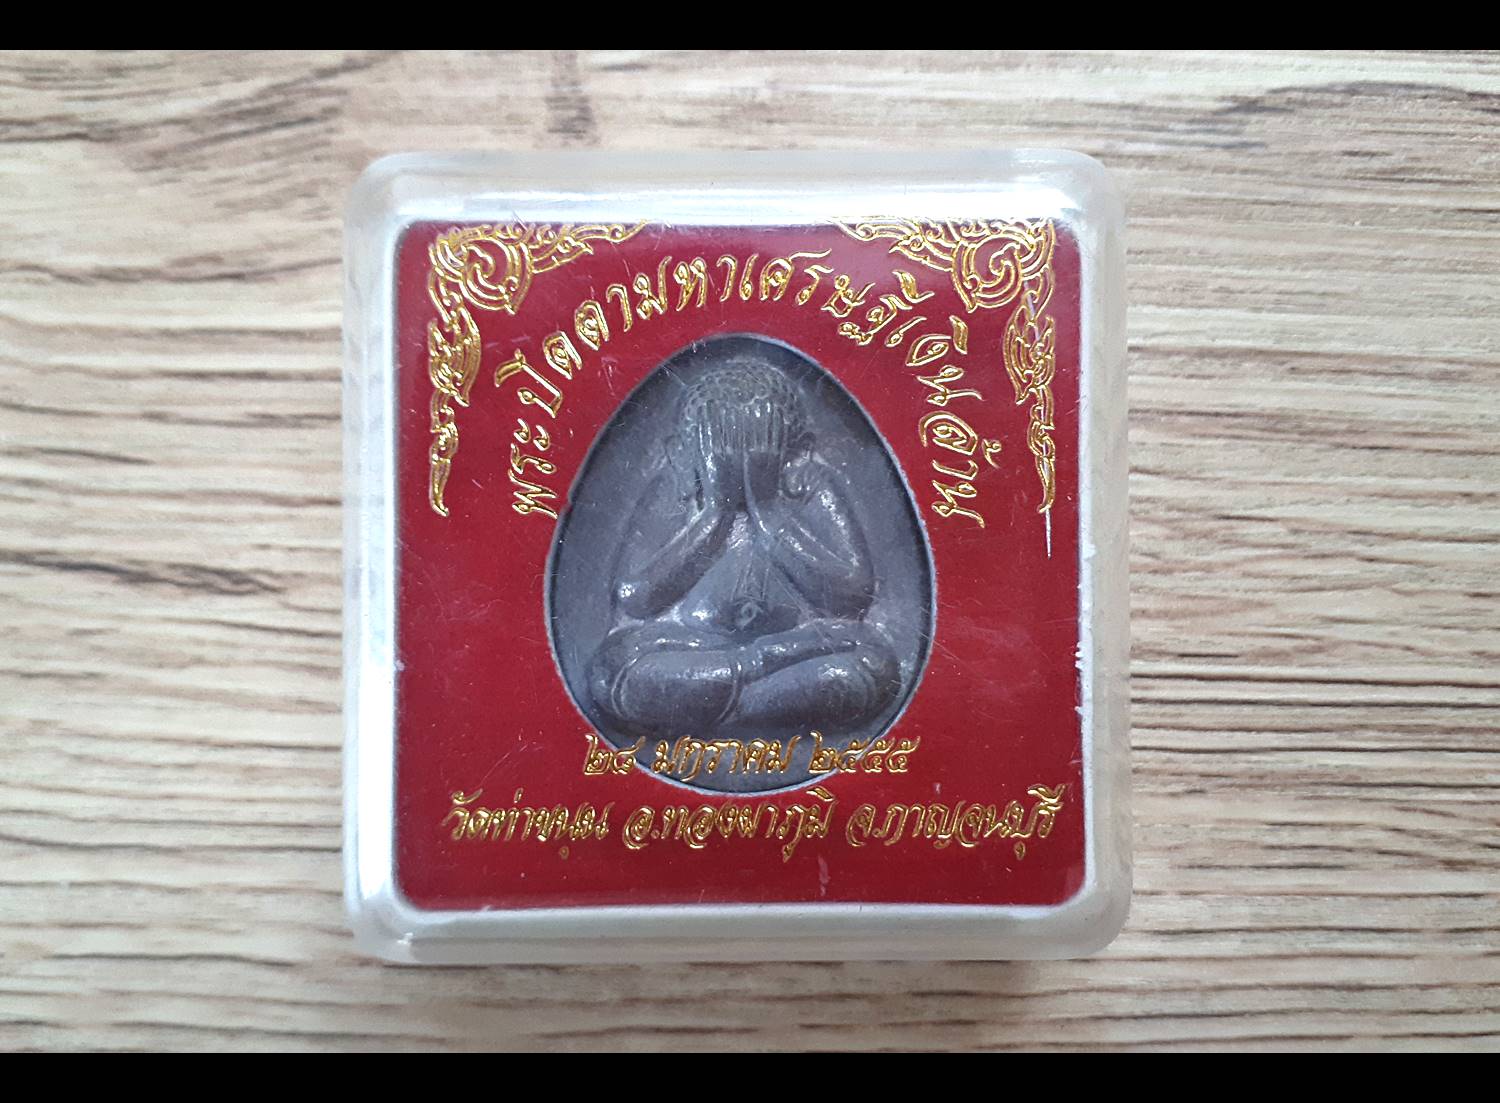 พระปิดตามหาเศรษฐีเงินล้าน
๒๘ มกราคม ๒๕๕๕
วัดท่าขนุน อ.ทองผาภูมิ จ.กาญจนบุรี